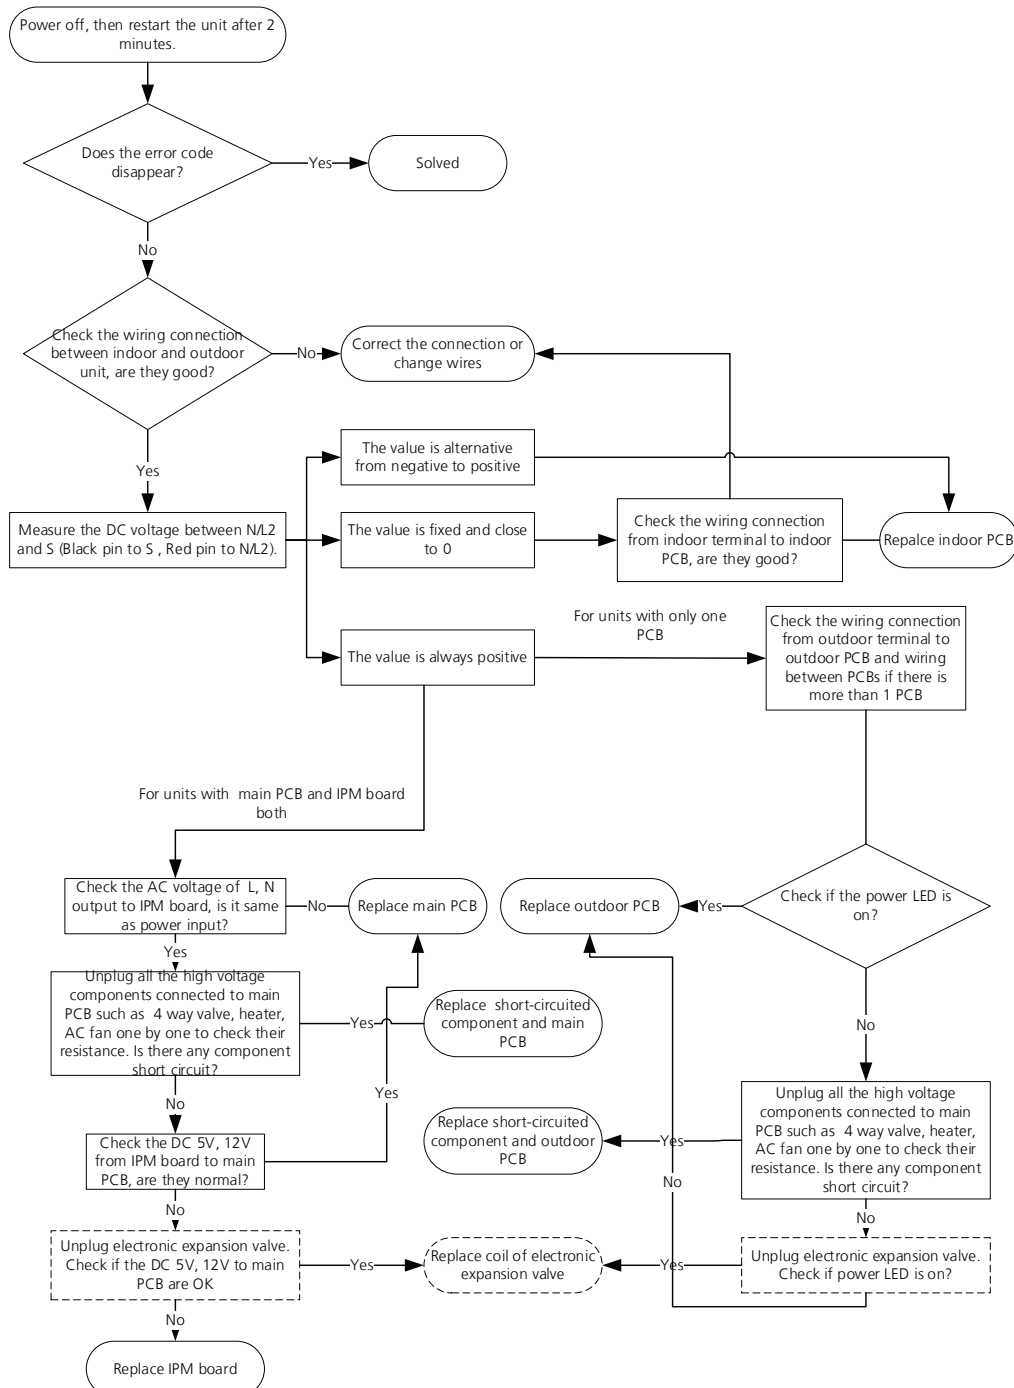 Power off, then restart the unit after 2
minutes.
Does the error code
disappear?
Yes
Solved
No
Check the wiring connection
between indoor and outdoor
unit, are they good?
No
Correct the connection or
change wires
Yes
The value is alternative
from negative to positive
Measure the DC voltage between N/L2
and S (Black pin to S , Red pin to N/L2).
The value is fixed and close
to 0
Check the wiring connection
from indoor terminal to indoor
PCB, are they good?
Repalce indoor PCB
The value is always positive
For units with only one
PCB
Check the wiring connection
from outdoor terminal to
outdoor PCB and wiring
between PCBs if there is
more than 1 PCB
For units with main PCB and IPM board
both
Check the AC voltage of L, N
output to IPM board, is it same
as power input?
No
Replace main PCB
Replace outdoor PCB
Yes
Check if the power LED is
on?
Yes
Unplug all the high voltage
components connected to main
PCB such as 4 way valve, heater,
AC fan one by one to check their
resistance. Is there any component
short circuit?
Yes
Replace short-circuited
component and main
PCB
No
No
Yes
Check the DC 5V, 12V
from IPM board to main
PCB, are they normal?
Replace short-circuited
component and outdoor
PCB
Yes
Unplug all the high voltage
components connected to main
PCB such as 4 way valve, heater,
AC fan one by one to check their
resistance. Is there any component
short circuit?
No
No
No
Unplug electronic expansion valve.
Check if the DC 5V, 12V to main
PCB are OK
Yes
Replace coil of electronic
expansion valve
Yes
Unplug electronic expansion valve.
Check if power LED is on?
No
Replace IPM board